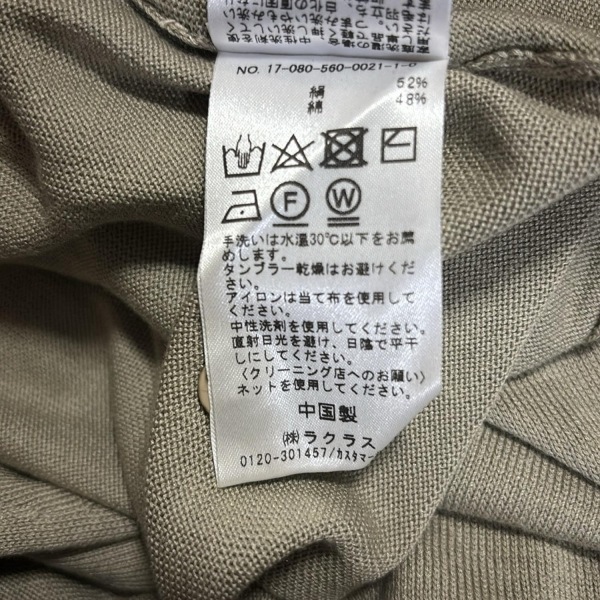 NO. 17-080-560-0021-1-
絹 52%
綿 48%
F W
手洗いは水温30℃以下をお薦
めします。
タンブラー乾燥はお避けくだ
さい。
アイロンは当て布を使用して
ください。
中性洗剤を使用してください。
直射日光を避け、日陰で平干
しにしてください。
〈クリーニング店へのお願い〉
ネットを使用してください。
中国製
㈱ラクラス
0120-301457/カスタマー